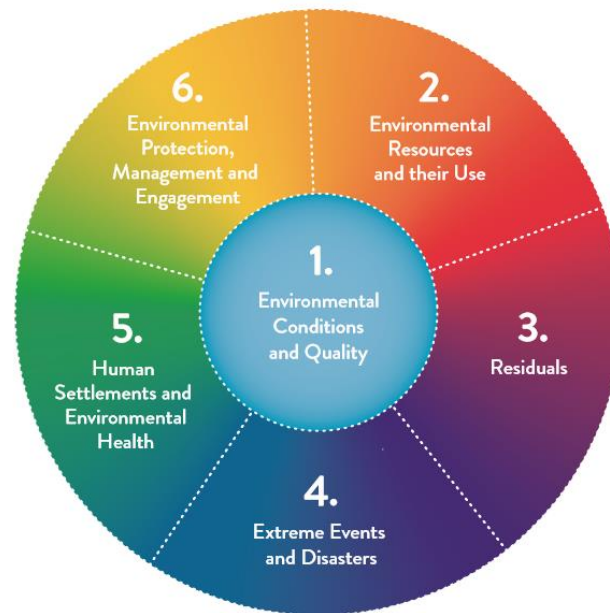 1.
Environmental
Conditions
and Quality
2.
Environmental
Resources
and their Use
3.
Residuals
4.
Extreme Events
and Disasters
5.
Human
Settlements and
Environmental
Health
6.
Environmental
Protection,
Management and
Engagement